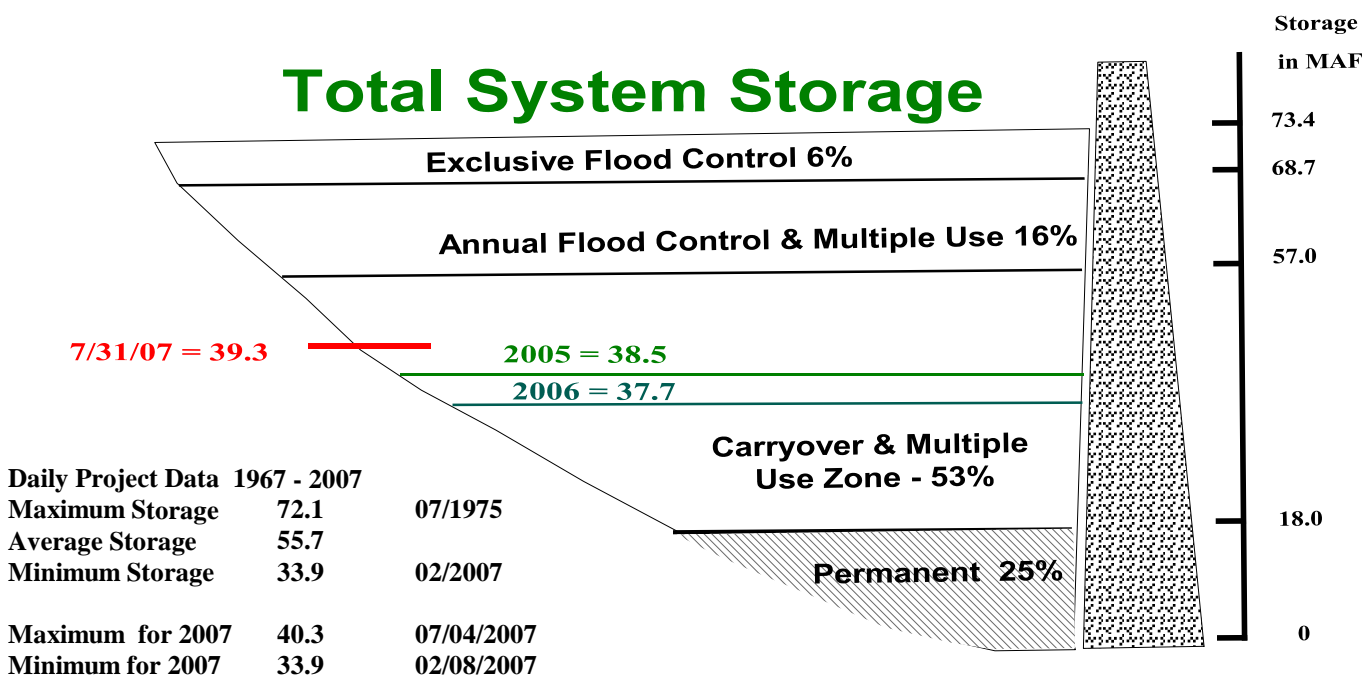 Storage
in MAF
Total System Storage
73.4
Exclusive Flood Control 6%
68.7
Annual Flood Control & Multiple Use 16%
57.0
7/31/07 = 39.3
2005 = 38.5
2006 = 37.7
Carryover & Multiple
Use Zone - 53%
18.0
Permanent 25%
0
Daily Project Data 1967 - 2007
Maximum Storage 72.1 07/1975
Average Storage 55.7
Minimum Storage 33.9 02/2007
Maximum for 2007 40.3 07/04/2007
Minimum for 2007 33.9 02/08/2007